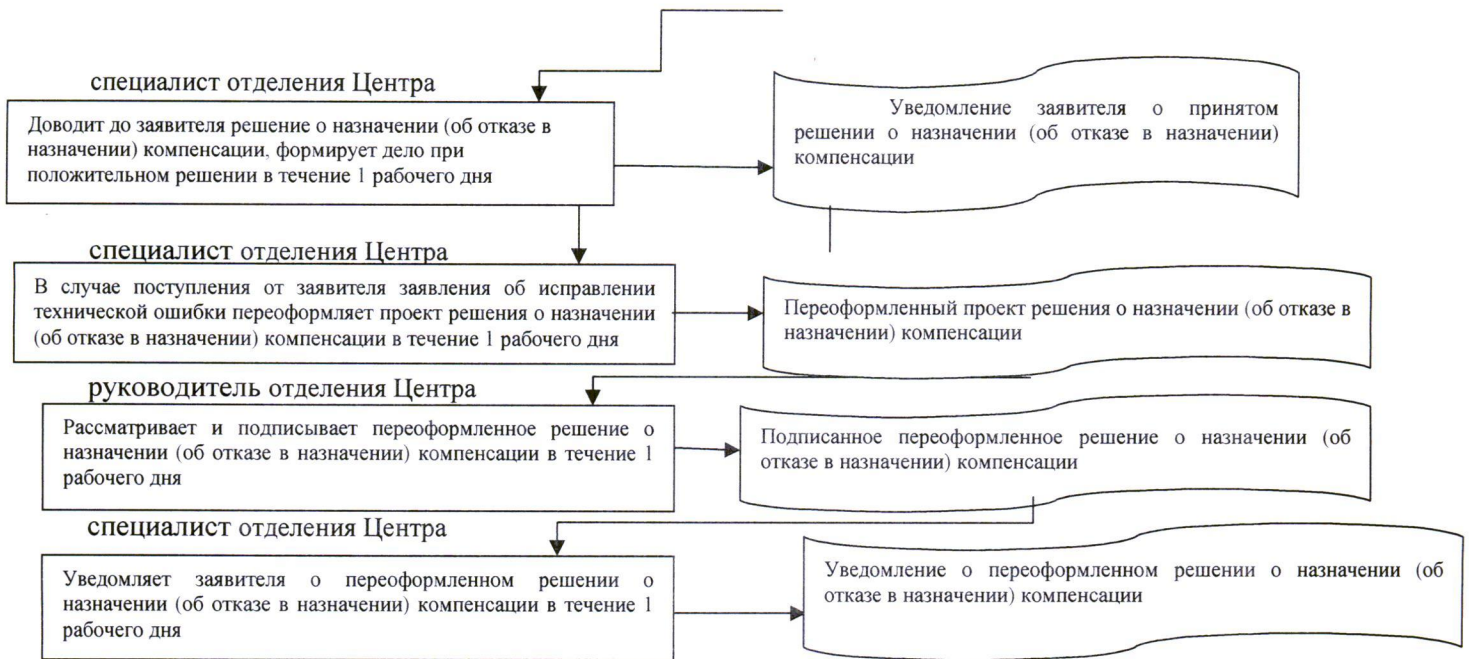 специалист отделения Центра
Доводит до заявителя решение о назначении (об отказе в
назначении) компенсации, формирует дело при
положительном решении в течение 1 рабочего дня
Уведомление заявителя о принятом
решении о назначении (об отказе в назначении)
компенсации
специалист отделения Центра
В случае поступления от заявителя заявления об исправлении
технической ошибки переоформляет проект решения о назначении
(об отказе в назначении) компенсации в течение 1 рабочего дня
Переоформленный проект решения о назначении (об отказе в
назначении) компенсации
руководитель отделения Центра
Рассматривает и подписывает переоформленное решение о
назначении (об отказе в назначении) компенсации в течение 1
рабочего дня
Подписанное переоформленное решение о назначении (об
отказе в назначении) компенсации
специалист отделения Центра
Уведомляет заявителя о переоформленном решении о
назначении (об отказе в назначении) компенсации в течение 1
рабочего дня
Уведомление о переоформленном решении о назначении (об
отказе в назначении) компенсации